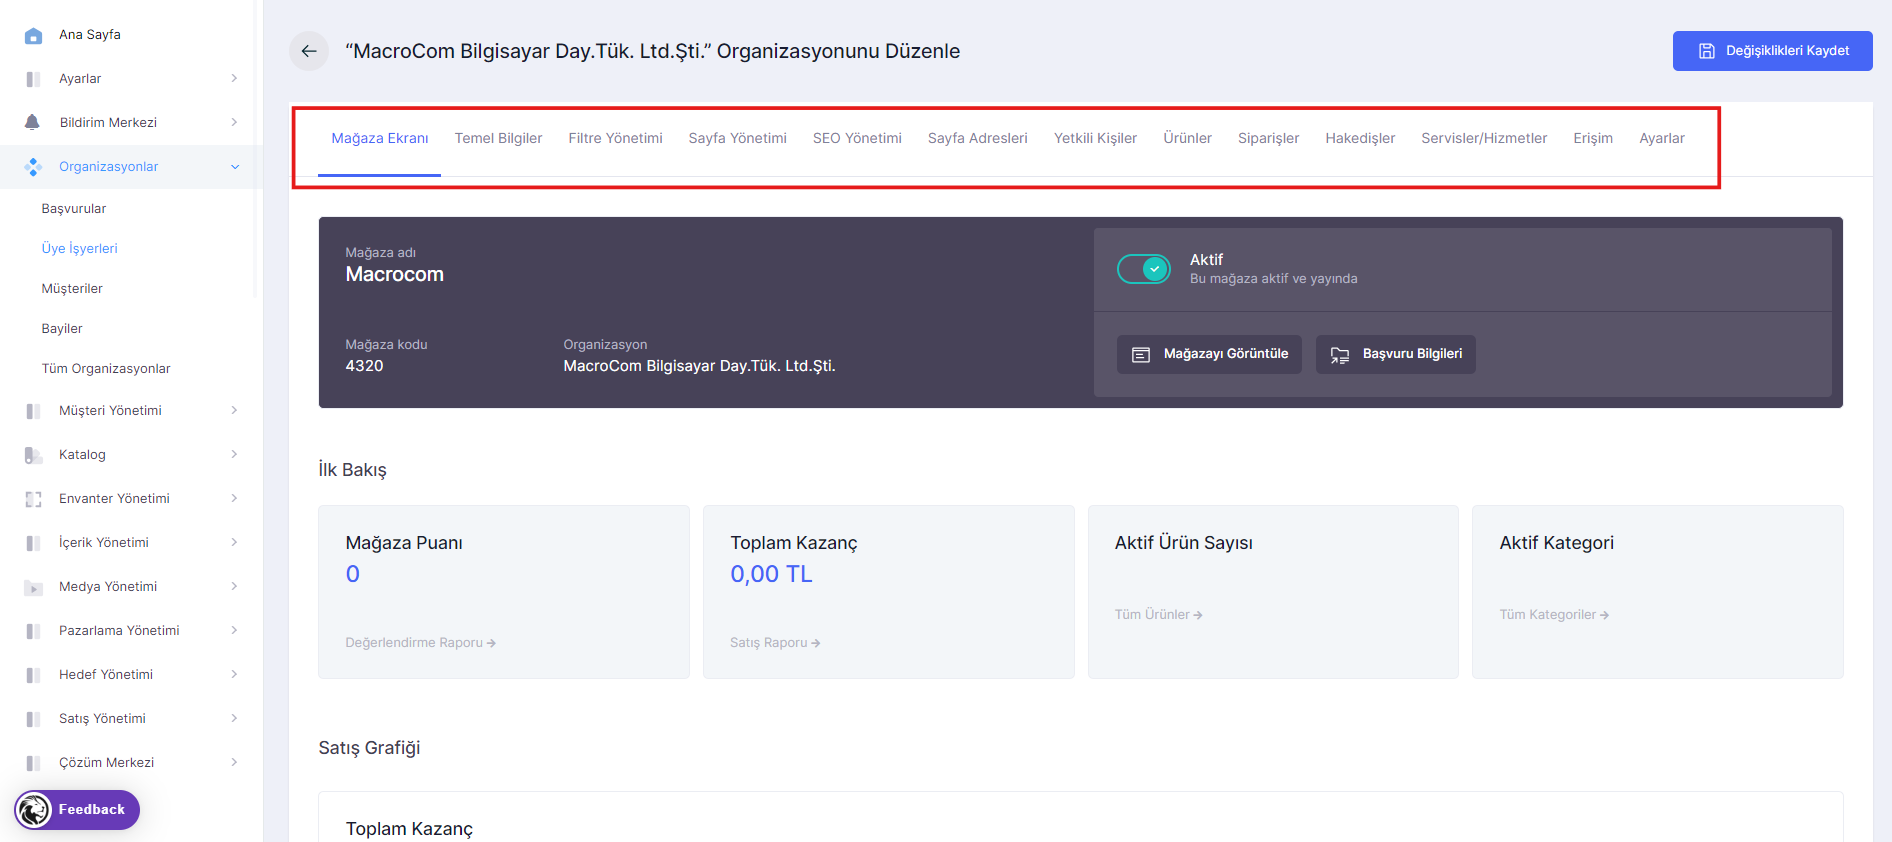 Ana Sayfa
Ayarlar
Bildirim Merkezi
Organizasyonlar
Başvurular
Üye İşyerleri
Müşteriler
Bayiler
Tüm Organizasyonlar
Müşteri Yönetimi
Katalog
Envanter Yönetimi
İçerik Yönetimi
Medya Yönetimi
Pazarlama Yönetimi
Hedef Yönetimi
Satış Yönetimi
Çözüm Merkezi
Feedback
“MacroCom Bilgisayar Day.Tük. Ltd.Şti.” Organizasyonunu Düzenle
Değişiklikleri Kaydet
Mağaza Ekranı Temel Bilgiler Filtre Yönetimi Sayfa Yönetimi SEO Yönetimi Sayfa Adresleri Yetkili Kişiler Ürünler Siparişler Hakedişler Servisler/Hizmetler Erişim Ayarlar
Mağaza adı
Macrocom
Mağaza kodu
4320
Organizasyon
MacroCom Bilgisayar Day.Tük. Ltd.Şti.
Aktif
Bu mağaza aktif ve yayında
Mağazayı Görüntüle
Başvuru Bilgileri
İlk Bakış
Mağaza Puanı
0
Değerlendirme Raporu →
Toplam Kazanç
0,00 TL
Satış Raporu →
Aktif Ürün Sayısı
Tüm Ürünler →
Aktif Kategori
Tüm Kategoriler →
Satış Grafiği
Toplam Kazanç